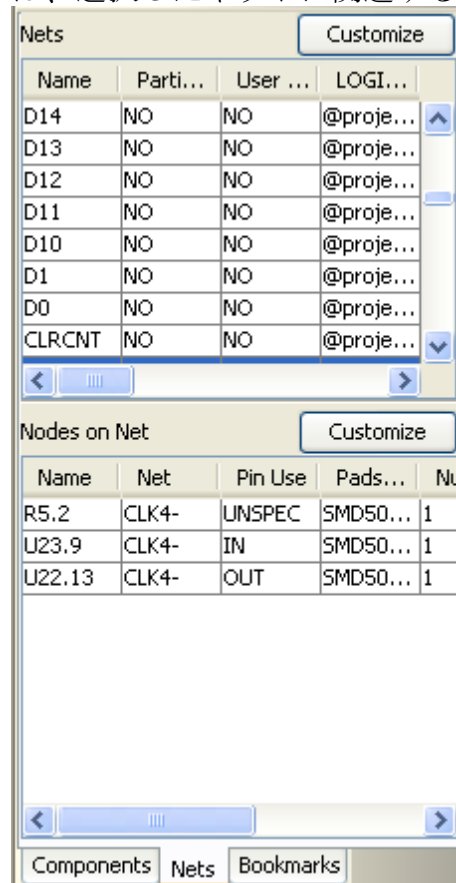 Nets Customize
Name Parti... User ... LOGI...
D14 NO NO @proje...
D13 NO NO @proje...
D12 NO NO @proje...
D11 NO NO @proje...
D10 NO NO @proje...
D1 NO NO @proje...
D0 NO NO @proje...
CLRCNT NO NO @proje...
Nodes on Net Customize
Name Net Pin Use Pads... Nu
R5.2 CLK4- UNSPEC SMD50... 1
U23.9 CLK4- IN SMD50... 1
U22.13 CLK4- OUT SMD50... 1
Components Nets Bookmarks